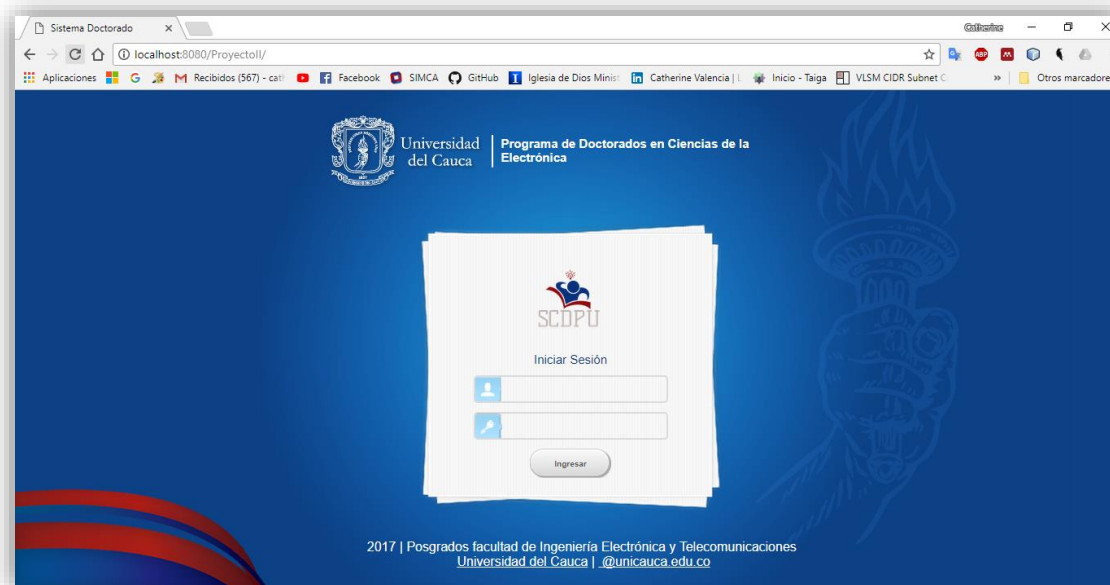 Sistema Doctorado
Catherine
localhost:8080/ProyectoII/
Aplicaciones
Recibidos (567) - cat
Facebook
SIMCA
GitHub
Iglesia de Dios Minist
Catherine Valencia | L
Inicio - Taiga
VLSM CIDR Subnet C
»
Otros marcadore
ABP
Universidad
del Cauca
Programa de Doctorados en Ciencias de la
Electrónica
SCDPU
Iniciar Sesión
Ingresar
2017 | Posgrados facultad de Ingeniería Electrónica y Telecomunicaciones
Universidad del Cauca | @unicauca.edu.co